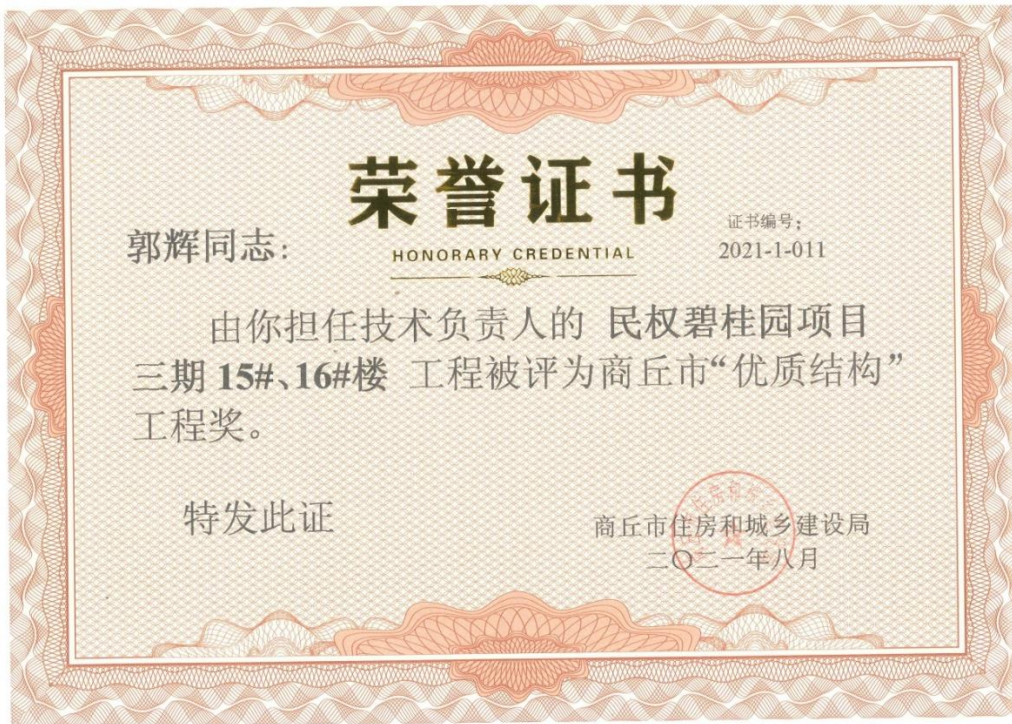 荣誉证书
HONORARY CREDENTIAL
证书编号：
2021-1-011
郭辉同志：
由你担任技术负责人的 民权碧桂园项目
三期 15#、16#楼 工程被评为商丘市“优质结构”
工程奖。
特发此证
商丘市住房和城乡建设局
二〇二一年八月